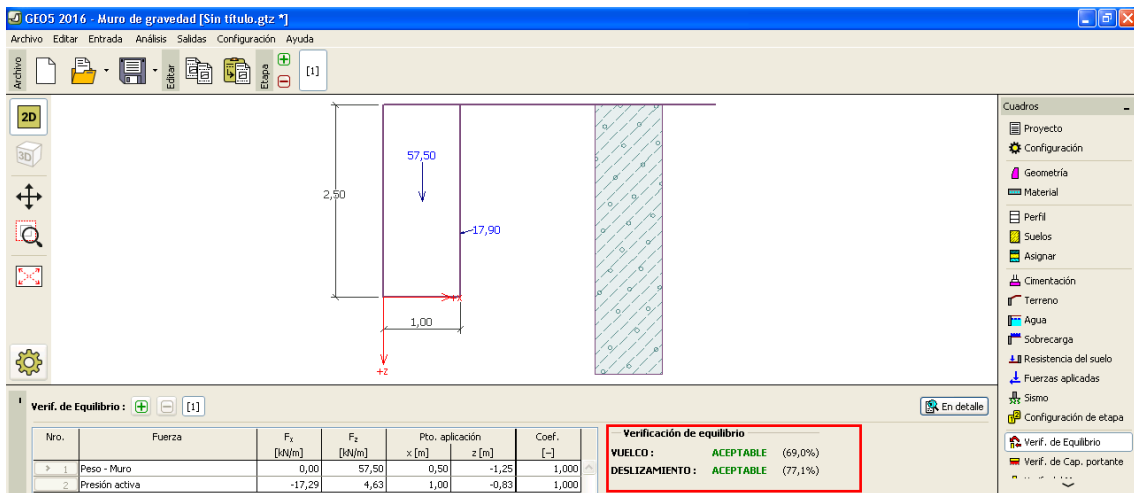 GEO5 2016 - Muro de gravedad [Sin título.gtz *]
Archivo Editar Entrada Análisis Salidas Configuración Ayuda
Archivo
Editar
Etapa
[1]
2D
3D
57,50
2,50
17,90
+x
1,00
+z
Cuadros
Proyecto
Configuración
Geometría
Material
Perfil
Suelos
Asignar
Cimentación
Terreno
Agua
Sobrecarga
Resistencia del suelo
Fuerzas aplicadas
Sismo
Configuración de etapa
Verif. de Equilibrio
Verif. de Cap. portante
Verif. de Equilibrio : [1]
En detalle
Nro. Fuerza Fx Fz Pto. aplicación Coef.
[kN/m] [kN/m] x [m] z [m] [-]
1 Peso - Muro 0,00 57,50 0,50 -1,25 1,000
2 Presión activa -17,29 4,63 1,00 -0,83 1,000
Verificación de equilibrio
VUELCO : ACEPTABLE (69,0%)
DESLIZAMIENTO : ACEPTABLE (77,1%)